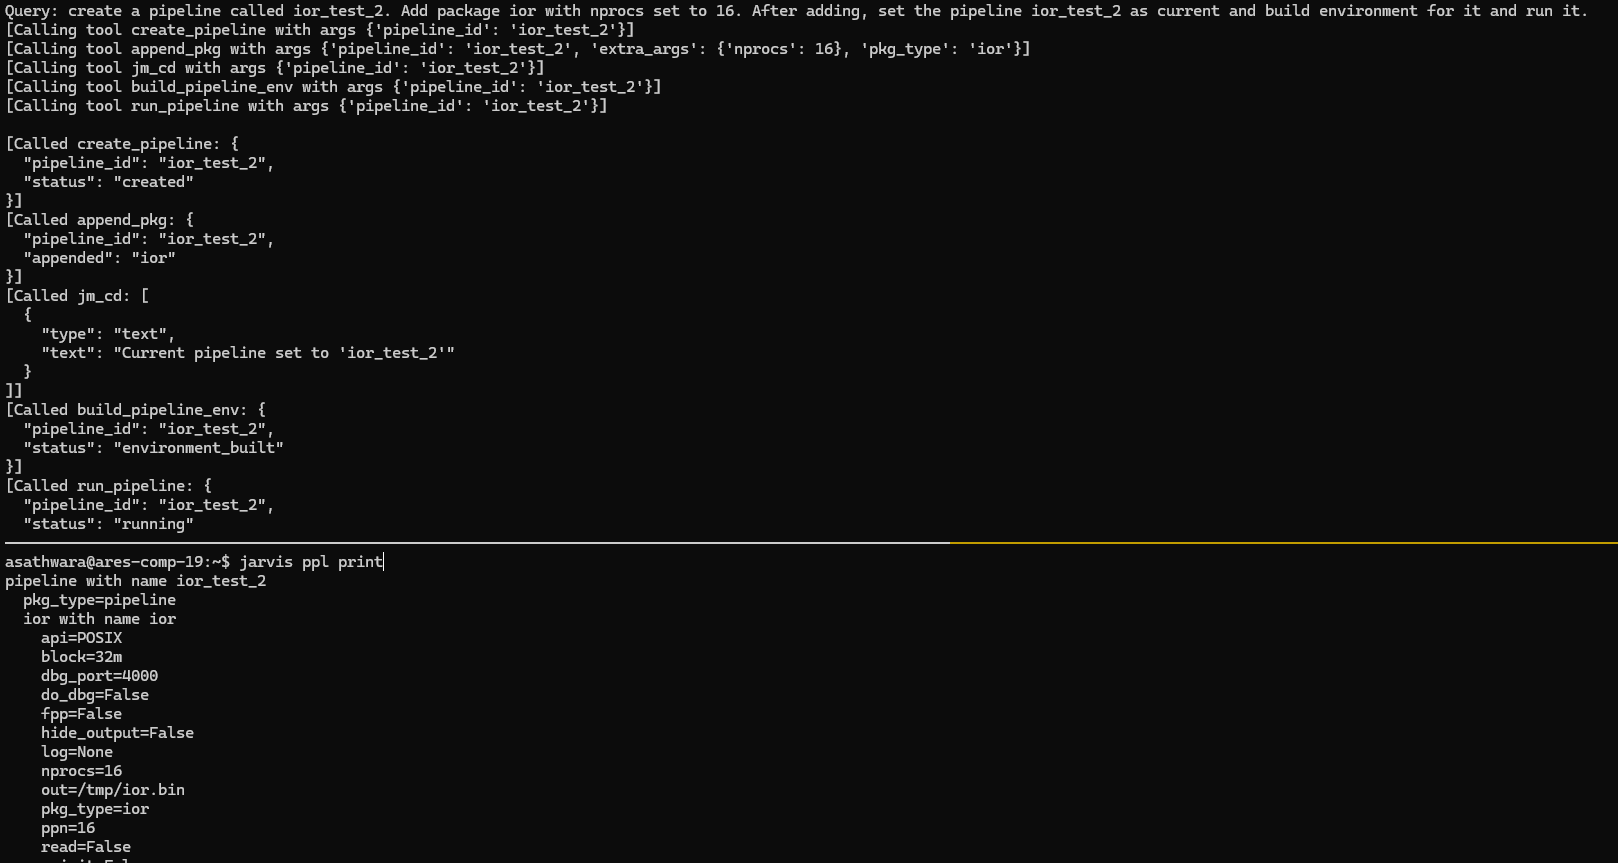 Query: create a pipeline called ior_test_2. Add package ior with nprocs set to 16. After adding, set the pipeline ior_test_2 as current and build environment for it and run it.
[Calling tool create_pipeline with args {'pipeline_id': 'ior_test_2'}]
[Calling tool append_pkg with args {'pipeline_id': 'ior_test_2', 'extra_args': {'nprocs': 16}, 'pkg_type': 'ior'}]
[Calling tool jm_cd with args {'pipeline_id': 'ior_test_2'}]
[Calling tool build_pipeline_env with args {'pipeline_id': 'ior_test_2'}]
[Calling tool run_pipeline with args {'pipeline_id': 'ior_test_2'}]

[Called create_pipeline: {
  "pipeline_id": "ior_test_2",
  "status": "created"
}]
[Called append_pkg: {
  "pipeline_id": "ior_test_2",
  "appended": "ior"
}]
[Called jm_cd: [
  {
    "type": "text",
    "text": "Current pipeline set to 'ior_test_2'"
  }
]]
[Called build_pipeline_env: {
  "pipeline_id": "ior_test_2",
  "status": "environment_built"
}]
[Called run_pipeline: {
  "pipeline_id": "ior_test_2",
  "status": "running"
asathwara@ares-comp-19:~$ jarvis ppl print
pipeline with name ior_test_2
  pkg_type=pipeline
  ior with name ior
    api=POSIX
    block=32m
    dbg_port=4000
    do_dbg=False
    fpp=False
    hide_output=False
    log=None
    nprocs=16
    out=/tmp/ior.bin
    pkg_type=ior
    ppn=16
    read=False